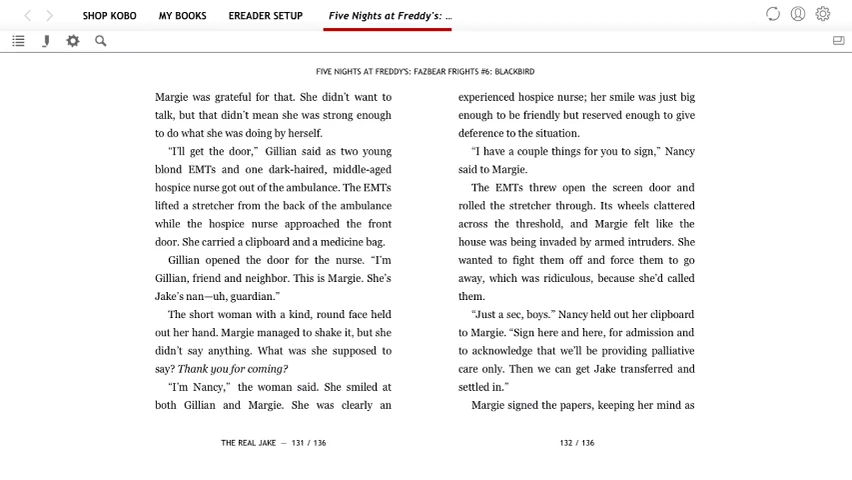 SHOP KOBO MY BOOKS EREADER SETUP Five Nights at Freddy's: ...
FIVE NIGHTS AT FREDDY'S: FAZBEAR FRIGHTS #6: BLACKBIRD
Margie was grateful for that. She didn't want to
talk, but that didn't mean she was strong enough
to do what she was doing by herself.
“I'll get the door,” Gillian said as two young
blond EMTs and one dark-haired, middle-aged
hospice nurse got out of the ambulance. The EMTs
lifted a stretcher from the back of the ambulance
while the hospice nurse approached the front
door. She carried a clipboard and a medicine bag.
Gillian opened the door for the nurse. “I'm
Gillian, friend and neighbor. This is Margie. She's
Jake's nan—uh, guardian.”
The short woman with a kind, round face held
out her hand. Margie managed to shake it, but she
didn't say anything. What was she supposed to
say? Thank you for coming?
“I'm Nancy,” the woman said. She smiled at
both Gillian and Margie. She was clearly an
THE REAL JAKE — 131 / 136
experienced hospice nurse; her smile was just big
enough to be friendly but reserved enough to give
deference to the situation.
“I have a couple things for you to sign,” Nancy
said to Margie.
The EMTs threw open the screen door and
rolled the stretcher through. Its wheels clattered
across the threshold, and Margie felt like the
house was being invaded by armed intruders. She
wanted to fight them off and force them to go
away, which was ridiculous, because she'd called
them.
“Just a sec, boys.” Nancy held out her clipboard
to Margie. “Sign here and here, for admission and
to acknowledge that we'll be providing palliative
care only. Then we can get Jake transferred and
settled in.”
Margie signed the papers, keeping her mind as
132 / 136